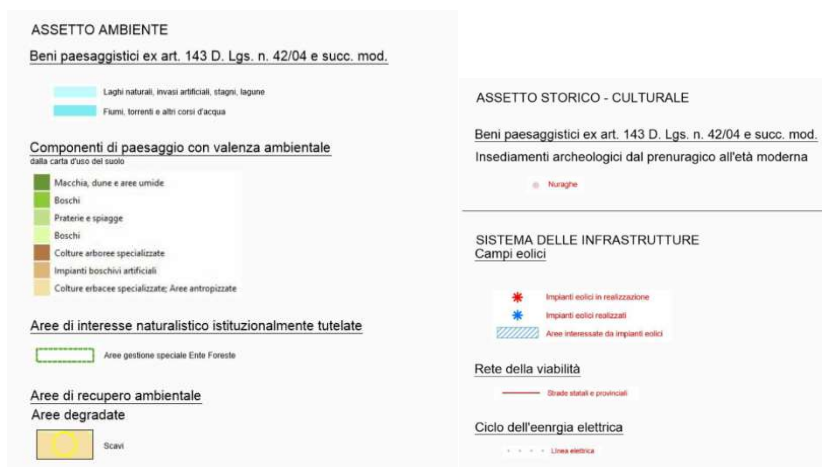 ASSETTO AMBIENTE
Beni paesaggistici ex art. 143 D. Lgs. n. 42/04 e succ. mod.
Laghi naturali, invasi artificiali, stagni, lagune
Fiumi, torrenti e altri corsi d'acqua
Componenti di paesaggio con valenza ambientale
dalla carta d'uso del suolo
Macchia, dune e aree umide
Boschi
Praterie e spiagge
Boschi
Colture arboree specializzate
Impianti boschivi artificiali
Colture erbacee specializzate; Aree antropizzate
Aree di interesse naturalistico istituzionalmente tutelate
Aree gestione speciale Ente Foreste
Aree di recupero ambientale
Aree degradate
Scavi
ASSETTO STORICO - CULTURALE
Beni paesaggistici ex art. 143 D. Lgs. n. 42/04 e succ. mod.
Insediamenti archeologici dal prenuragico all'età moderna
Nuraghe
SISTEMA DELLE INFRASTRUTTURE
Campi eolici
Impianti eolici in realizzazione
Impianti eolici realizzati
Aree interessate da impianti eolici
Rete della viabilità
Strade statali e provinciali
Ciclo dell'eenrgia elettrica
Linea elettrica